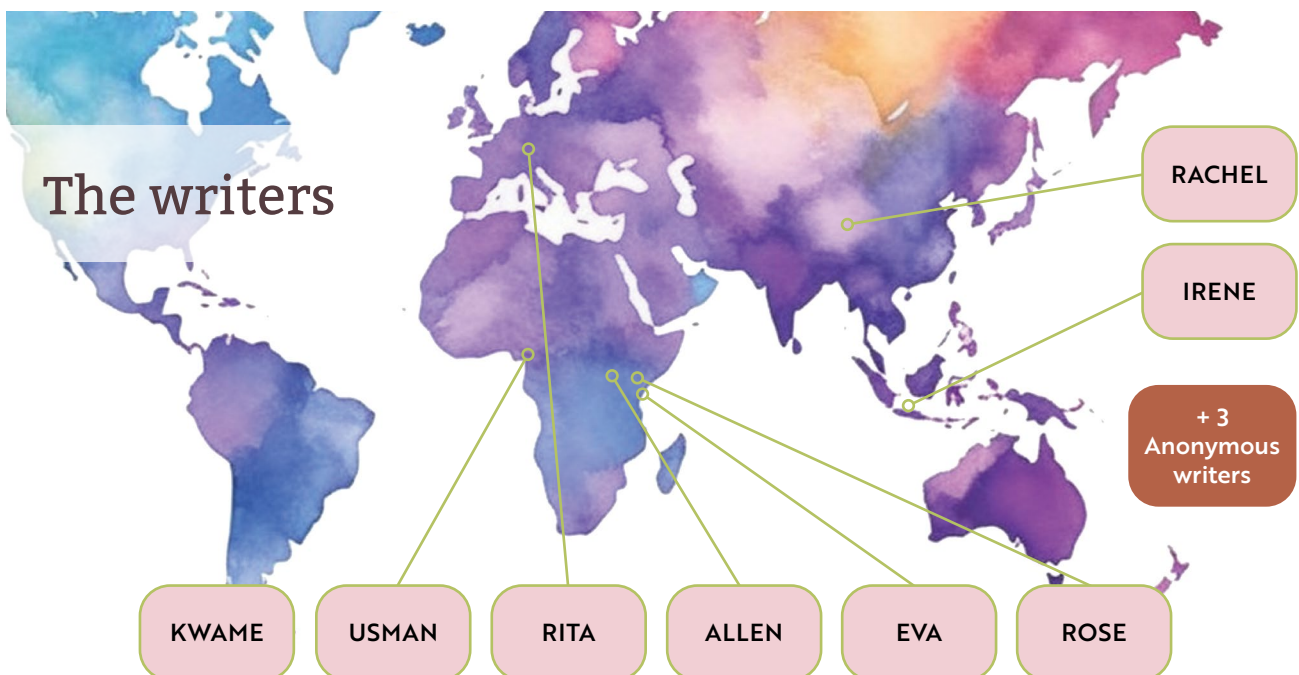 The writers
RACHEL
IRENE
+ 3
Anonymous
writers
KWAME
USMAN
RITA
ALLEN
EVA
ROSE